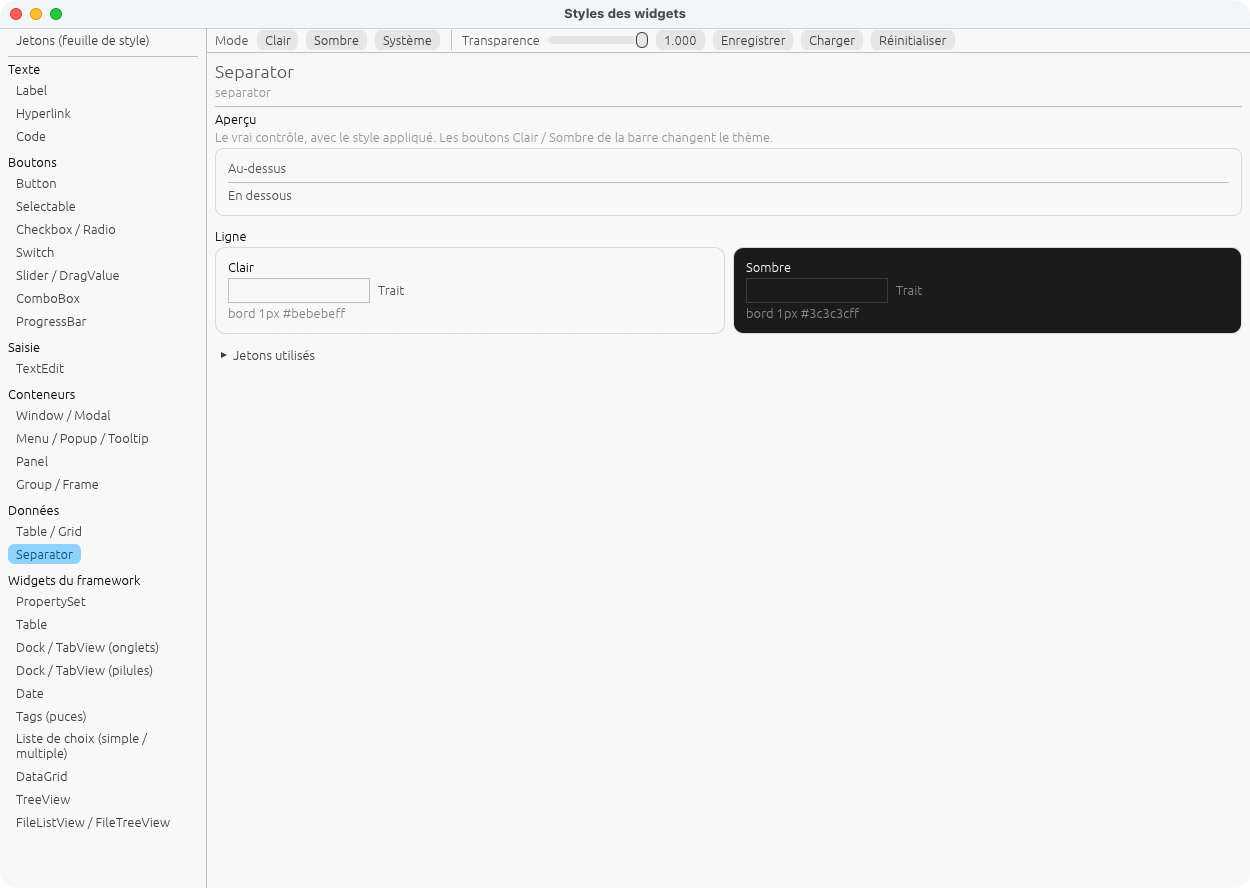 Styles des widgets
Jetons (feuille de style)
Texte
Label
Hyperlink
Code
Boutons
Button
Selectable
Checkbox / Radio
Switch
Slider / DragValue
ComboBox
ProgressBar
Saisie
TextEdit
Conteneurs
Window / Modal
Menu / Popup / Tooltip
Panel
Group / Frame
Données
Table / Grid
Separator
Widgets du framework
PropertySet
Table
Dock / TabView (onglets)
Dock / TabView (pilules)
Date
Tags (puces)
Liste de choix (simple /
multiple)
DataGrid
TreeView
FileListView / FileTreeView
Mode Clair Sombre Système Transparence 1.000 Enregistrer Charger Réinitialiser
Separator
separator
Aperçu
Le vrai contrôle, avec le style appliqué. Les boutons Clair / Sombre de la barre changent le thème.
Au-dessus
En dessous
Ligne
Clair
Trait
bord 1px #bebebeff
Sombre
Trait
bord 1px #3c3c3cff
Jetons utilisés